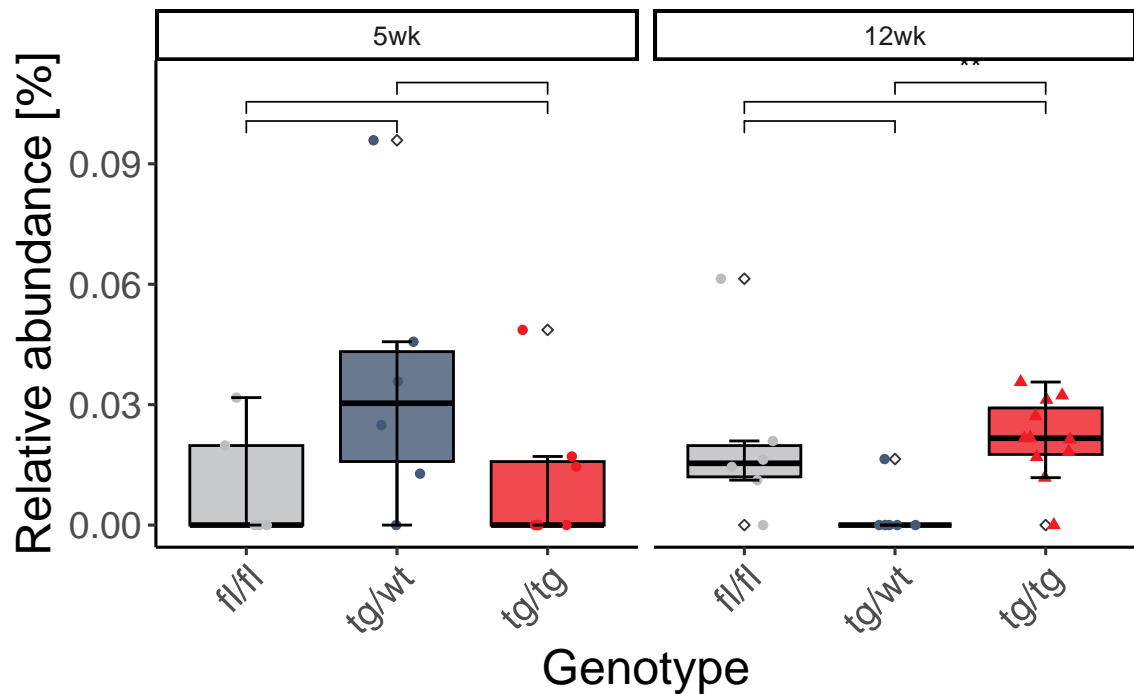 5wk 12wk
**
Relative abundance [%]
0.09
0.06
0.03
0.00
fl/fl tg/wt tg/tg fl/fl tg/wt tg/tg
Genotype